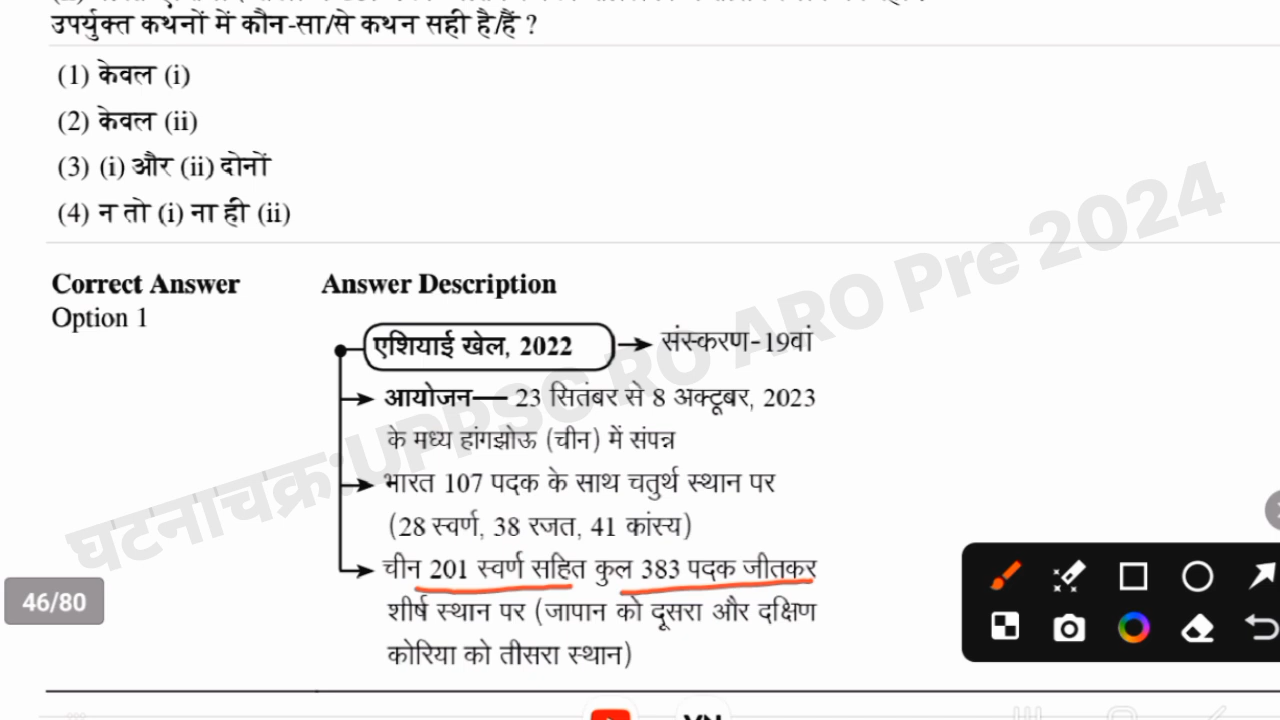 उपर्युक्त कथनों में कौन-सा/से कथन सही है/हैं ?
(1) केवल (i)
(2) केवल (ii)
(3) (i) और (ii) दोनों
(4) न तो (i) ना ही (ii)
Correct Answer Answer Description
Option 1
एशियाई खेल, 2022 संस्करण-19वां
आयोजन— 23 सितंबर से 8 अक्टूबर, 2023
के मध्य हांगझोऊ (चीन) में संपन्न
भारत 107 पदक के साथ चतुर्थ स्थान पर
(28 स्वर्ण, 38 रजत, 41 कांस्य)
चीन 201 स्वर्ण सहित कुल 383 पदक जीतकर
शीर्ष स्थान पर (जापान को दूसरा और दक्षिण
कोरिया को तीसरा स्थान)
घटनाचक्र:UPPSC RO ARO Pre 2024
46/80